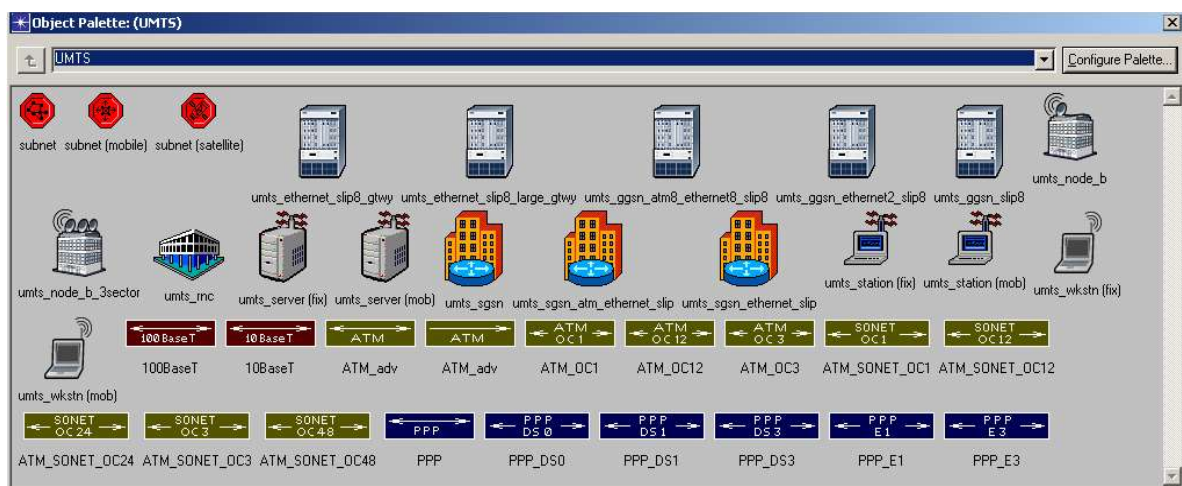 Object Palette: (UMTS)
UMTS
Configure Palette...
subnet subnet (mobile) subnet (satellite)
umts_node_b
umts_ethernet_slip8_gtwy umts_ethernet_slip8_large_gtwy umts_ggsn_atm8_ethernet8_slip8 umts_ggsn_ethernet2_slip8 umts_ggsn_slip8
umts_node_b_3sector umts_rnc umts_server (fix) umts_server (mob) umts_sgsn umts_sgsn_atm_ethernet_slip umts_sgsn_ethernet_slip umts_station (fix) umts_station (mob) umts_wkstn (fix)
100BaseT 10BaseT ATM ATM ATM OC1 ATM OC12 ATM OC3 SONET OC1 SONET OC12
100BaseT 10BaseT ATM_adv ATM_adv ATM_OC1 ATM_OC12 ATM_OC3 ATM_SONET_OC1 ATM_SONET_OC12
umts_wkstn (mob)
SONET OC24 SONET OC3 SONET OC48 PPP PPP DS0 PPP DS1 PPP DS3 PPP E1 PPP E3
ATM_SONET_OC24 ATM_SONET_OC3 ATM_SONET_OC48 PPP PPP_DS0 PPP_DS1 PPP_DS3 PPP_E1 PPP_E3